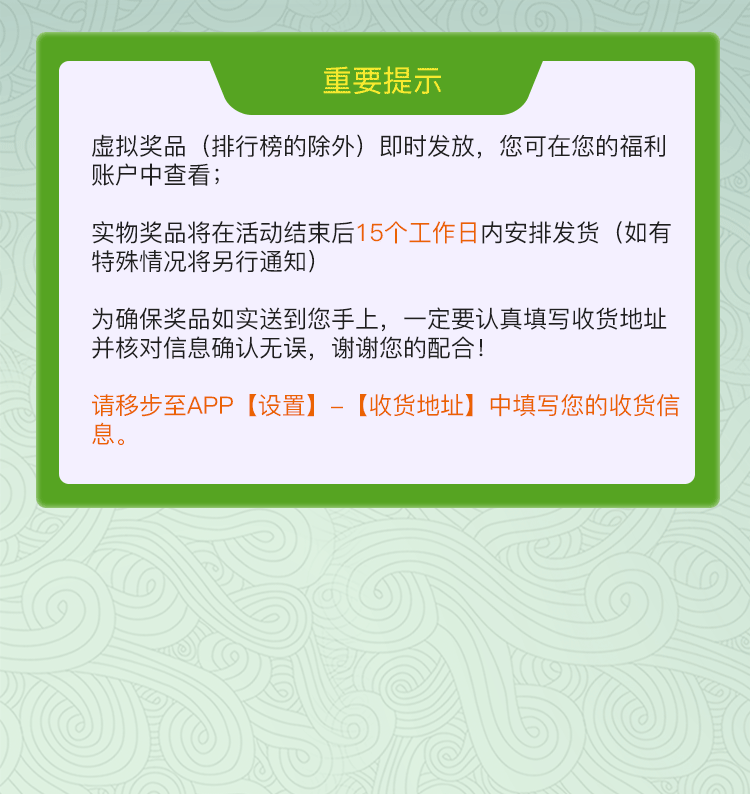 重要提示
虚拟奖品（排行榜的除外）即时发放，您可在您的福利
账户中查看；
实物奖品将在活动结束后15个工作日内安排发货（如有
特殊情况将另行通知）
为确保奖品如实送到您手上，一定要认真填写收货地址
并核对信息确认无误，谢谢您的配合！
请移步至APP【设置】-【收货地址】中填写您的收货信
息。